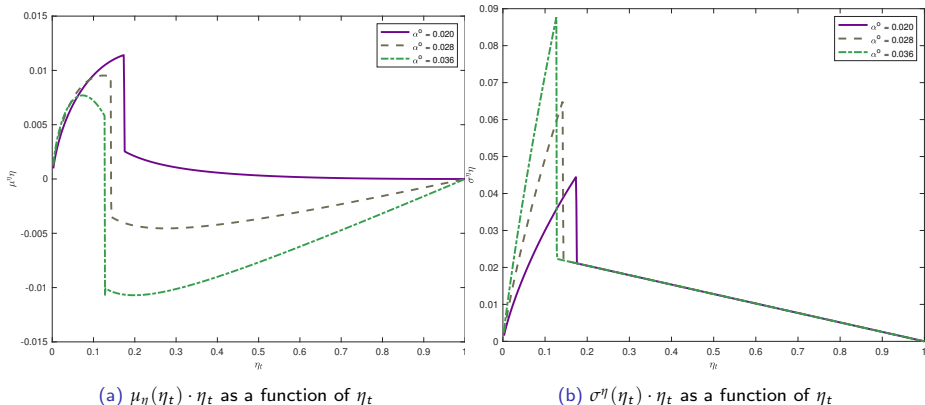 0.015
0.01
0.005
0
-0.005
-0.01
-0.015
μ^η η
0 0.1 0.2 0.3 0.4 0.5 0.6 0.7 0.8 0.9 1
η_t
α^o = 0.020
α^o = 0.028
α^o = 0.036
(a) μ_η(η_t) · η_t as a function of η_t
0.09
0.08
0.07
0.06
0.05
0.04
0.03
0.02
0.01
0
σ^η η
0 0.1 0.2 0.3 0.4 0.5 0.6 0.7 0.8 0.9 1
η_t
α^o = 0.020
α^o = 0.028
α^o = 0.036
(b) σ^η(η_t) · η_t as a function of η_t